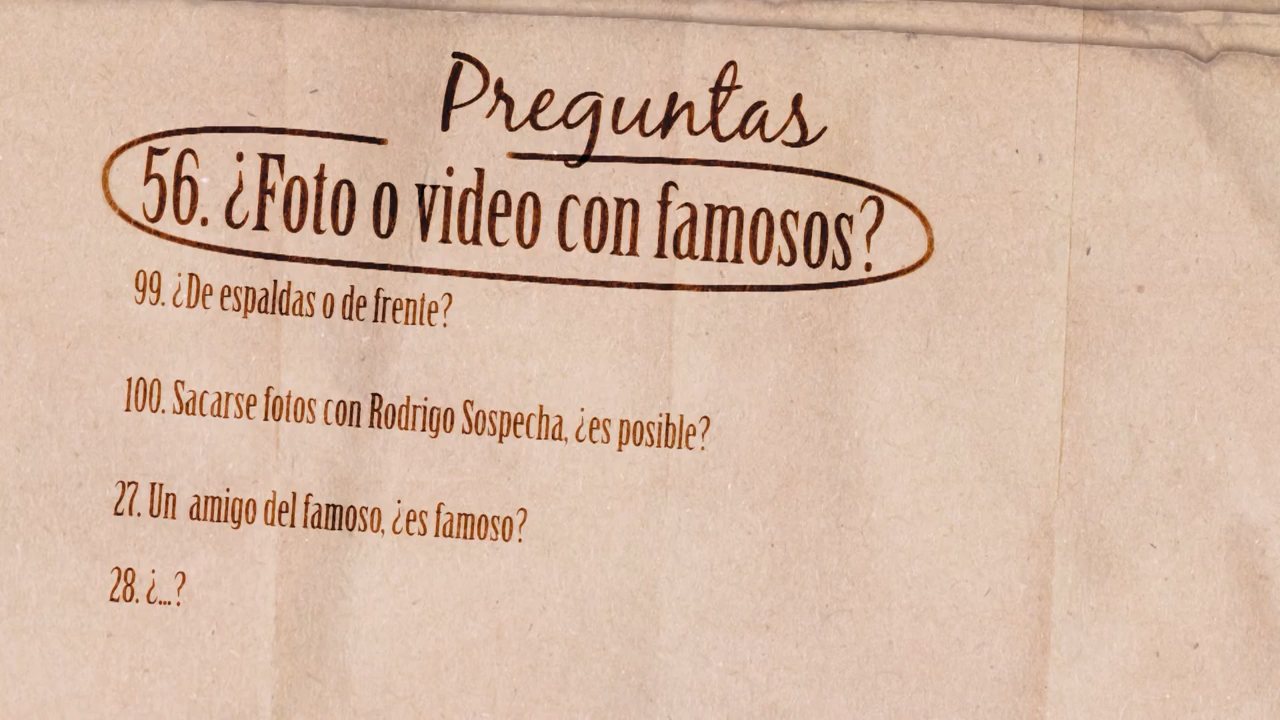 Preguntas
56. ¿Foto o video con famosos?
99. ¿De espaldas o de frente?
100. Sacarse fotos con Rodrigo Sospecha, ¿es posible?
27. Un amigo del famoso, ¿es famoso?
28. ¿...?